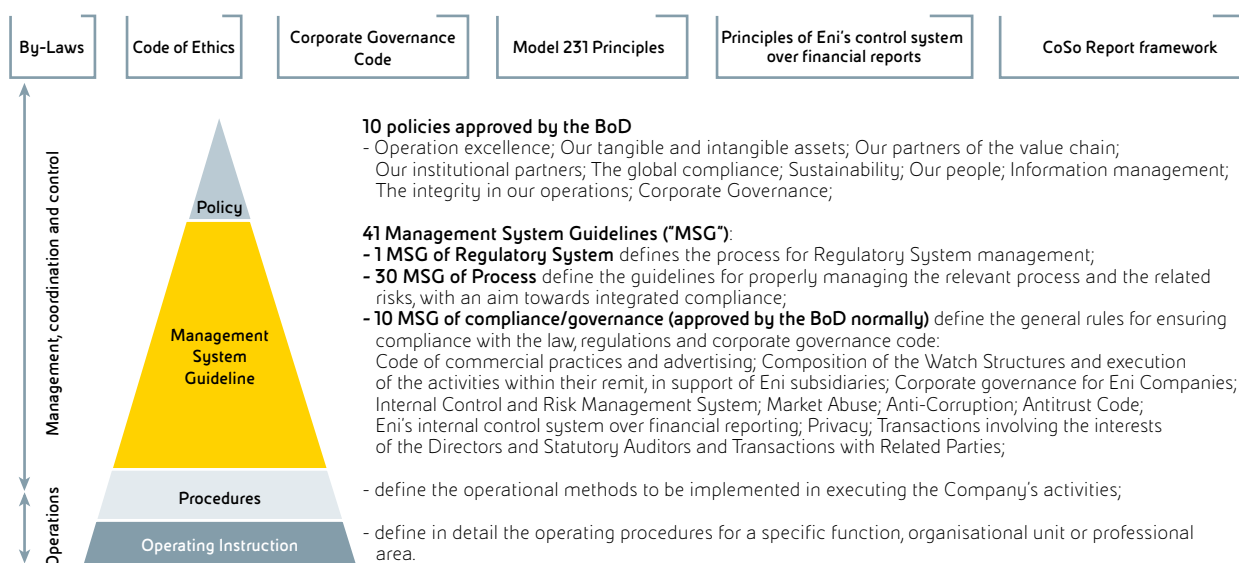 By-Laws
Code of Ethics
Corporate Governance
Code
Model 231 Principles
Principles of Eni's control system
over financial reports
CoSo Report framework
Management, coordination and control
Operations
Policy
Management
System
Guideline
Procedures
Operating Instruction
10 policies approved by the BoD
- Operation excellence; Our tangible and intangible assets; Our partners of the value chain;
Our institutional partners; The global compliance; Sustainability; Our people; Information management;
The integrity in our operations; Corporate Governance;
41 Management System Guidelines ("MSG"):
- 1 MSG of Regulatory System defines the process for Regulatory System management;
- 30 MSG of Process define the guidelines for properly managing the relevant process and the related
risks, with an aim towards integrated compliance;
- 10 MSG of compliance/governance (approved by the BoD normally) define the general rules for ensuring
compliance with the law, regulations and corporate governance code:
Code of commercial practices and advertising; Composition of the Watch Structures and execution
of the activities within their remit, in support of Eni subsidiaries; Corporate governance for Eni Companies;
Internal Control and Risk Management System; Market Abuse; Anti-Corruption; Antitrust Code;
Eni's internal control system over financial reporting; Privacy; Transactions involving the interests
of the Directors and Statutory Auditors and Transactions with Related Parties;
- define the operational methods to be implemented in executing the Company's activities;
- define in detail the operating procedures for a specific function, organisational unit or professional
area.